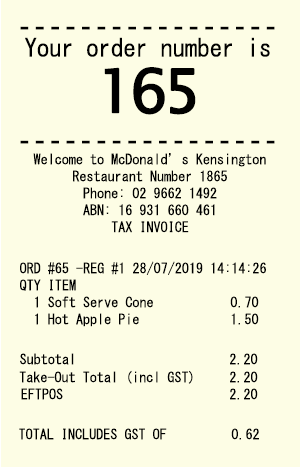 Your order number is
165
Welcome to McDonald's Kensington
Restaurant Number 1865
Phone: 02 9662 1492
ABN: 16 931 660 461
TAX INVOICE
ORD #65 -REG #1 28/07/2019 14:14:26
QTY ITEM
1 Soft Serve Cone 0.70
1 Hot Apple Pie 1.50
Subtotal 2.20
Take-Out Total (incl GST) 2.20
EFTPOS 2.20
TOTAL INCLUDES GST OF 0.62